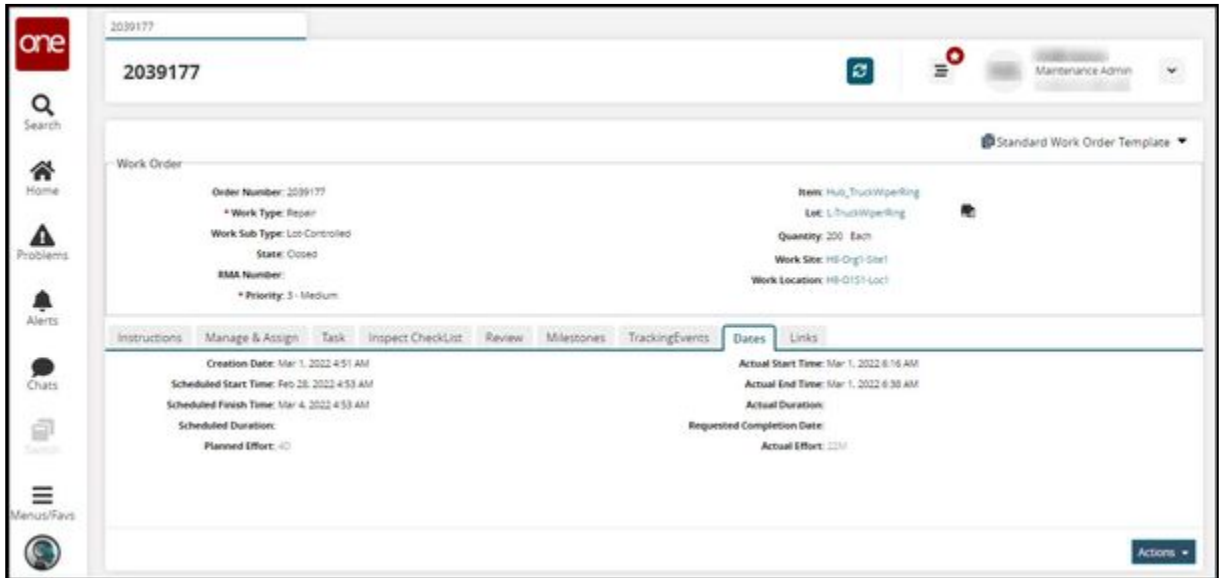 one
2039177
2039177
Maintenance Admin
Search
Home
Problems
Alerts
Chats
Switch
Menus/Favs
Standard Work Order Template
Work Order
Order Number: 2039177
* Work Type: Repair
Work Sub Type: Lot-Controlled
State: Closed
RMA Number:
* Priority: 3 - Medium
Item: Hub_TruckWiperRing
Lot: L-TruckWiperRing
Quantity: 200 Each
Work Site: H8-Org1-Site1
Work Location: H8-O1S1-Loc1
Instructions Manage & Assign Task Inspect CheckList Review Milestones TrackingEvents Dates Links
Creation Date: Mar 1, 2022 4:51 AM
Scheduled Start Time: Feb 28, 2022 4:53 AM
Scheduled Finish Time: Mar 4, 2022 4:53 AM
Scheduled Duration:
Planned Effort: 4D
Actual Start Time: Mar 1, 2022 6:16 AM
Actual End Time: Mar 1, 2022 6:38 AM
Actual Duration:
Requested Completion Date:
Actual Effort: 22M
Actions